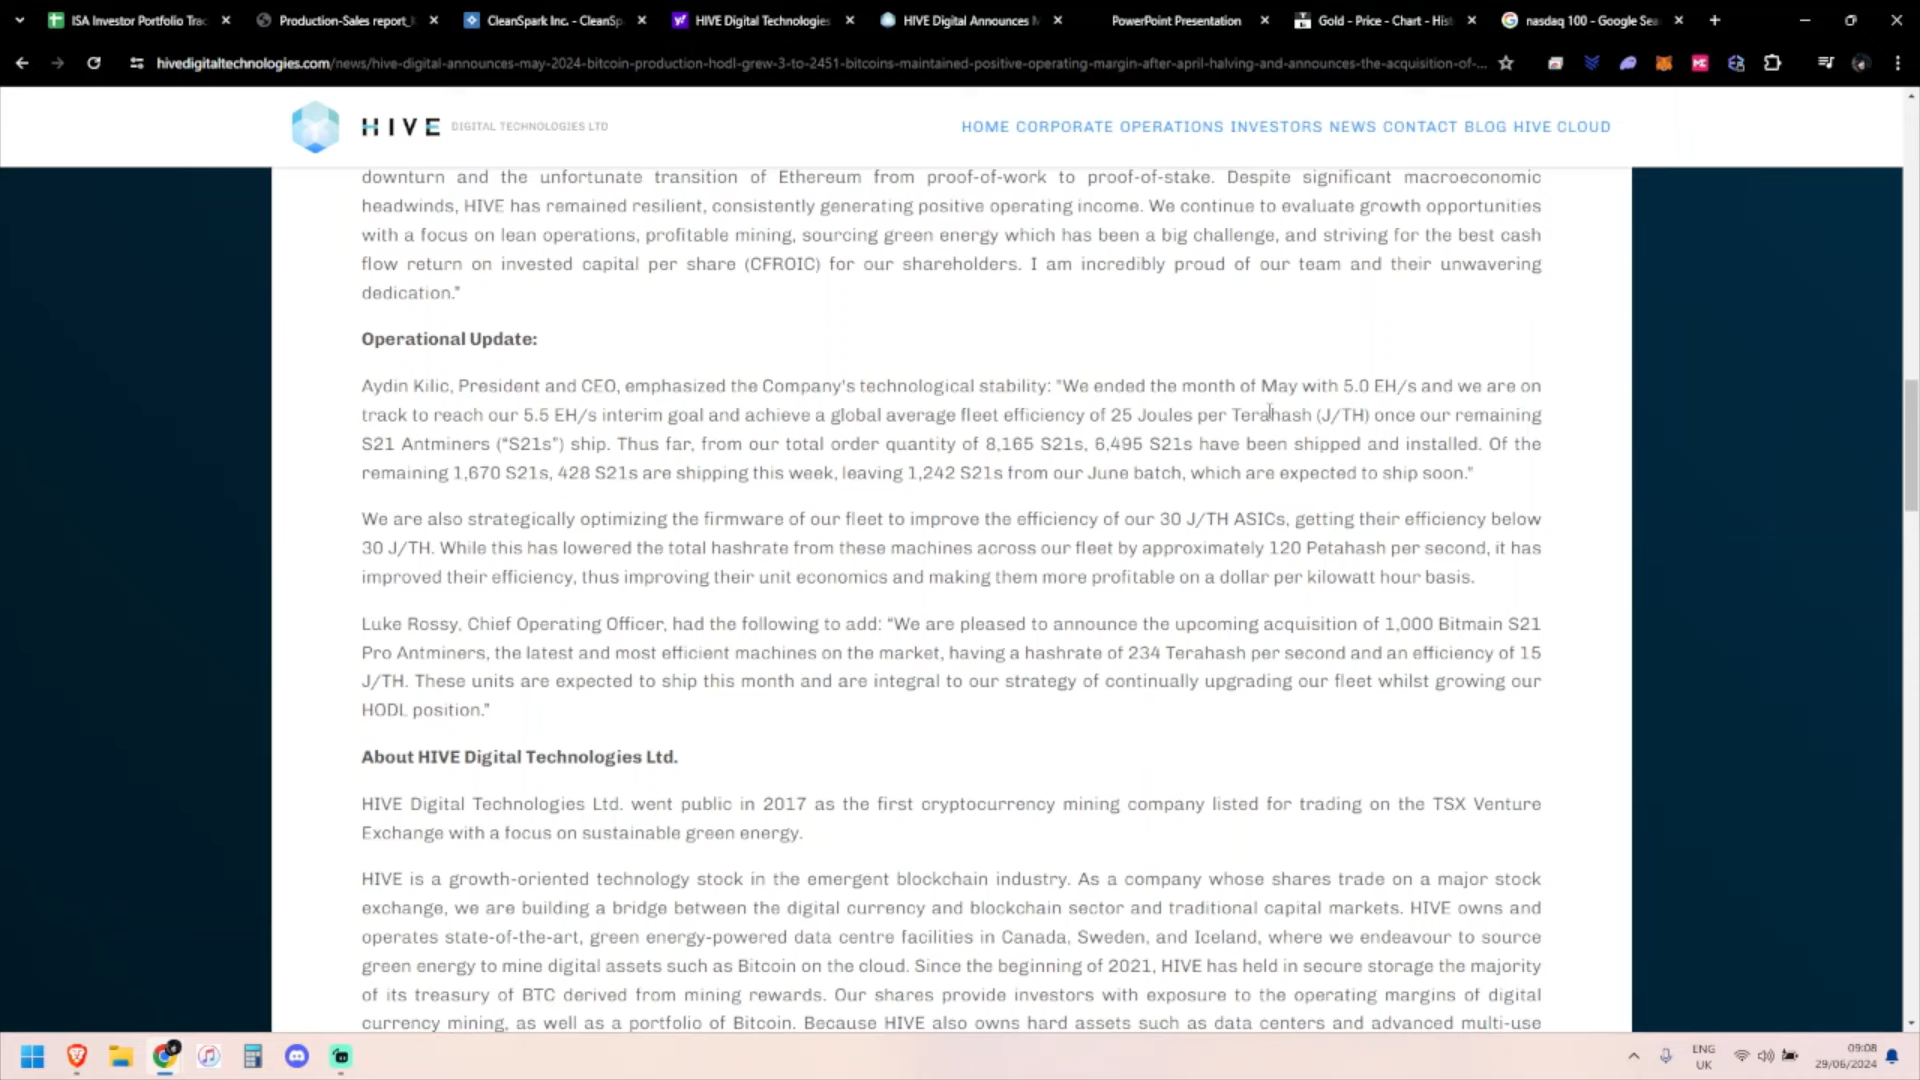 ISA Investor Portfolio Trac
Production-Sales report_
CleanSpark Inc. - CleanSp
HIVE Digital Technologies
HIVE Digital Announces M
PowerPoint Presentation
Gold - Price - Chart - His
nasdaq 100 - Google Sea
hivedigitaltechnologies.com/news/hive-digital-announces-may-2024-bitcoin-production-hodl-grew-3-to-2451-bitcoins-maintained-positive-operating-margin-after-april-halving-and-announces-the-acquisition-of-...
HIVE DIGITAL TECHNOLOGIES LTD
HOME CORPORATE OPERATIONS INVESTORS NEWS CONTACT BLOG HIVE CLOUD
downturn and the unfortunate transition of Ethereum from proof-of-work to proof-of-stake. Despite significant macroeconomic
headwinds, HIVE has remained resilient, consistently generating positive operating income. We continue to evaluate growth opportunities
with a focus on lean operations, profitable mining, sourcing green energy which has been a big challenge, and striving for the best cash
flow return on invested capital per share (CFROIC) for our shareholders. I am incredibly proud of our team and their unwavering
dedication."
Operational Update:
Aydin Kilic, President and CEO, emphasized the Company's technological stability: "We ended the month of May with 5.0 EH/s and we are on
track to reach our 5.5 EH/s interim goal and achieve a global average fleet efficiency of 25 Joules per Terahash (J/TH) once our remaining
S21 Antminers ("S21s") ship. Thus far, from our total order quantity of 8,165 S21s, 6,495 S21s have been shipped and installed. Of the
remaining 1,670 S21s, 428 S21s are shipping this week, leaving 1,242 S21s from our June batch, which are expected to ship soon."
We are also strategically optimizing the firmware of our fleet to improve the efficiency of our 30 J/TH ASICs, getting their efficiency below
30 J/TH. While this has lowered the total hashrate from these machines across our fleet by approximately 120 Petahash per second, it has
improved their efficiency, thus improving their unit economics and making them more profitable on a dollar per kilowatt hour basis.
Luke Rossy, Chief Operating Officer, had the following to add: “We are pleased to announce the upcoming acquisition of 1,000 Bitmain S21
Pro Antminers, the latest and most efficient machines on the market, having a hashrate of 234 Terahash per second and an efficiency of 15
J/TH. These units are expected to ship this month and are integral to our strategy of continually upgrading our fleet whilst growing our
HODL position.”
About HIVE Digital Technologies Ltd.
HIVE Digital Technologies Ltd. went public in 2017 as the first cryptocurrency mining company listed for trading on the TSX Venture
Exchange with a focus on sustainable green energy.
HIVE is a growth-oriented technology stock in the emergent blockchain industry. As a company whose shares trade on a major stock
exchange, we are building a bridge between the digital currency and blockchain sector and traditional capital markets. HIVE owns and
operates state-of-the-art, green energy-powered data centre facilities in Canada, Sweden, and Iceland, where we endeavour to source
green energy to mine digital assets such as Bitcoin on the cloud. Since the beginning of 2021, HIVE has held in secure storage the majority
of its treasury of BTC derived from mining rewards. Our shares provide investors with exposure to the operating margins of digital
currency mining, as well as a portfolio of Bitcoin. Because HIVE also owns hard assets such as data centers and advanced multi-use
ENG
UK
09:08
29/06/2024